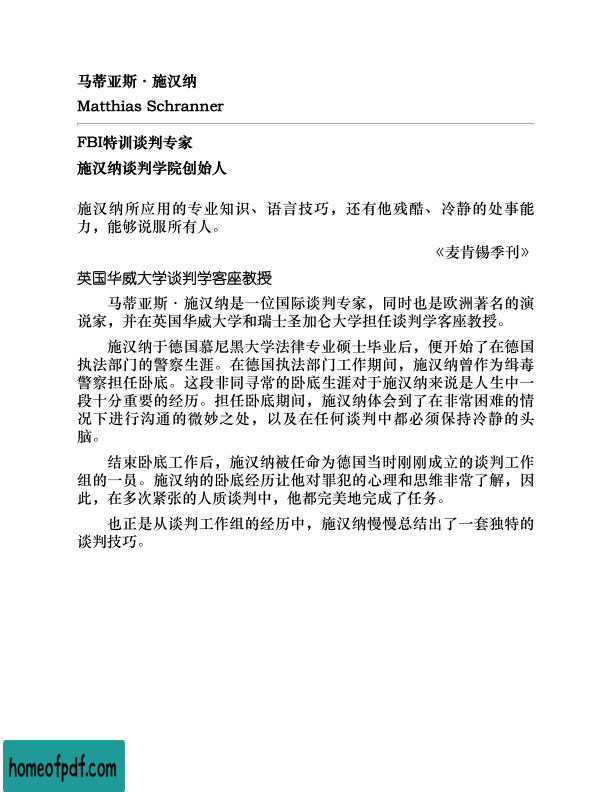 马蒂亚斯·施汉纳
Matthias Schranner
FBI特训谈判专家
施汉纳谈判学院创始人
施汉纳所应用的专业知识、语言技巧，还有他残酷、冷静的处事能
力，能够说服所有人。
《麦肯锡季刊》
英国华威大学谈判学客座教授
马蒂亚斯·施汉纳是一位国际谈判专家，同时也是欧洲著名的演
说家，并在英国华威大学和瑞士圣加仑大学担任谈判学客座教授。
施汉纳于德国慕尼黑大学法律专业硕士毕业后，便开始了在德国
执法部门的警察生涯。在德国执法部门工作期间，施汉纳曾作为缉毒
警察担任卧底。这段非同寻常的卧底生涯对于施汉纳来说是人生中一
段十分重要的经历。担任卧底期间，施汉纳体会到了在非常困难的情
况下进行沟通的微妙之处，以及在任何谈判中都必须保持冷静的头
脑。
结束卧底工作后，施汉纳被任命为德国当时刚刚成立的谈判工作
组的一员。施汉纳的卧底经历让他对罪犯的心理和思维非常了解，因
此，在多次紧张的人质谈判中，他都完美地完成了任务。
也正是从谈判工作组的经历中，施汉纳慢慢总结出了一套独特的
谈判技巧。
homeofpdf.com